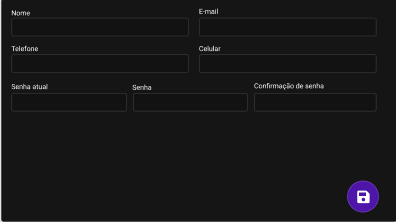 Nome
E-mail
Telefone
Celular
Senha atual
Senha
Confirmação de senha